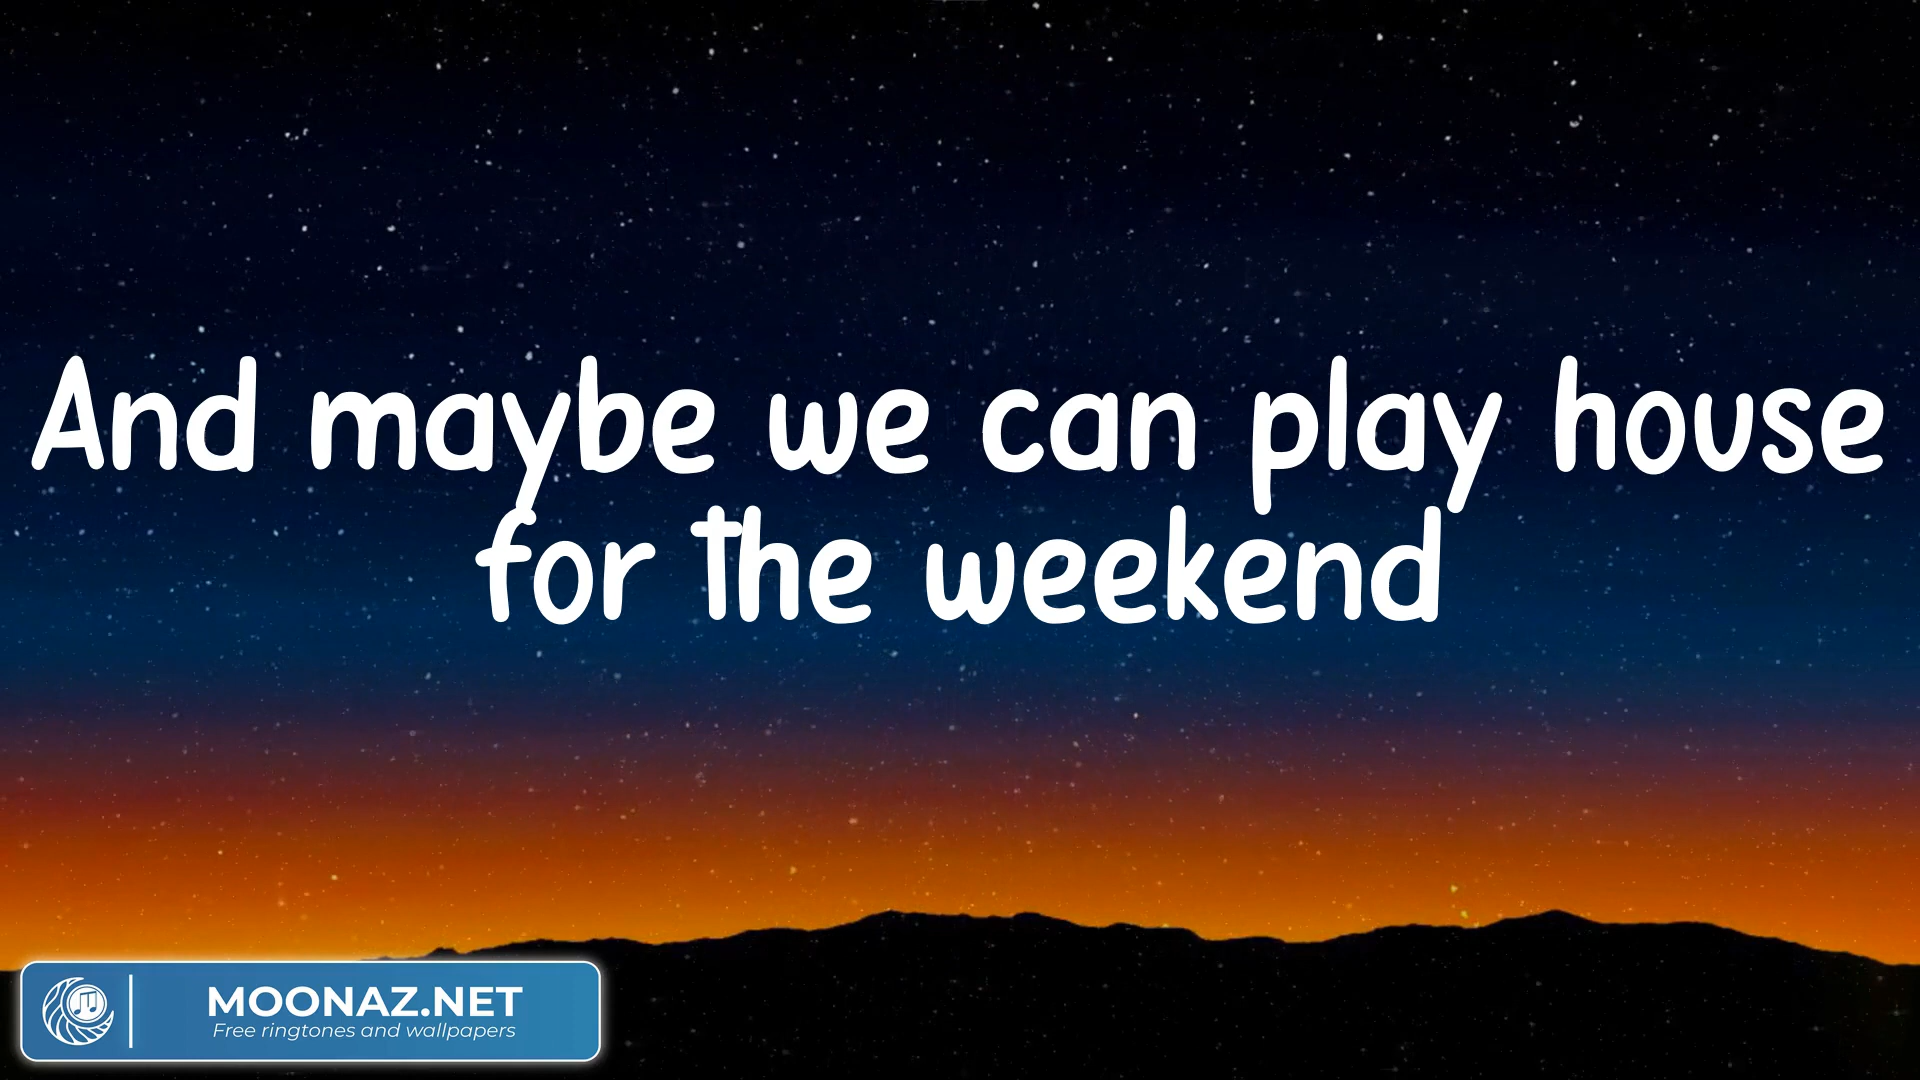 And maybe we can play house
for the weekend
MOONAZ.NET
Free ringtones and wallpapers